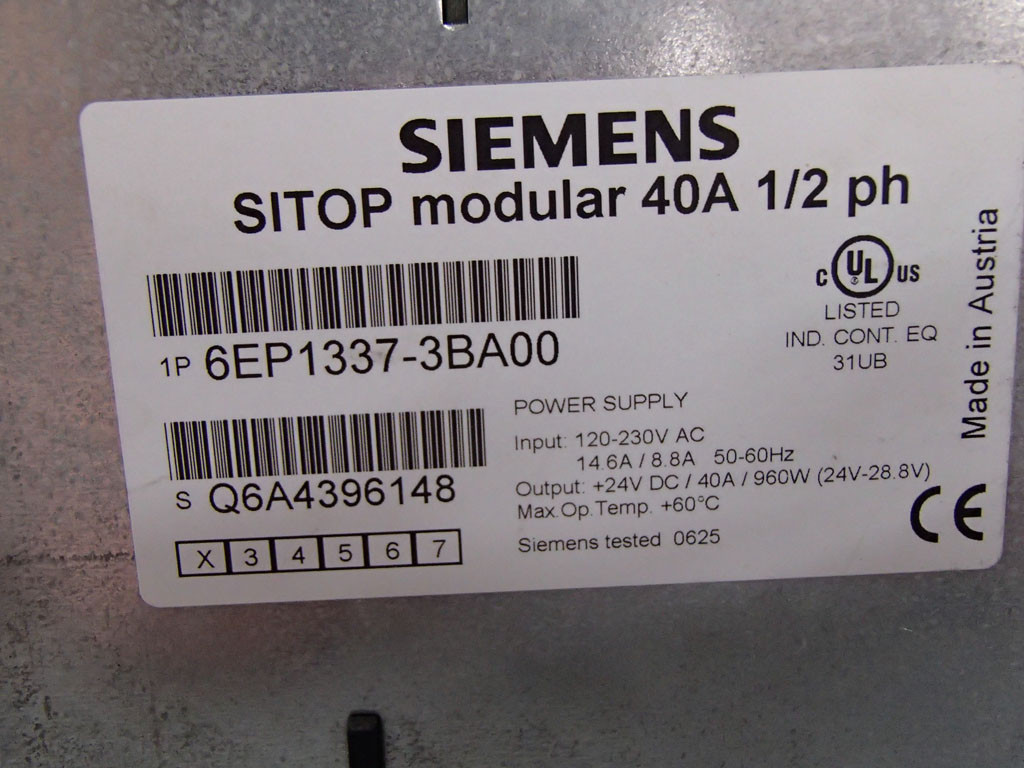 SIEMENS
SITOP modular 40A 1/2 ph
1P 6EP1337-3BA00
S Q6A4396148
X 3 4 5 6 7
C UL US
LISTED
IND. CONT. EQ
31UB
POWER SUPPLY
Input: 120-230V AC
14.6A / 8.8A 50-60Hz
Output: +24V DC / 40A / 960W (24V-28.8V)
Max.Op.Temp. +60°C
Siemens tested 0625
CE
Made in Austria